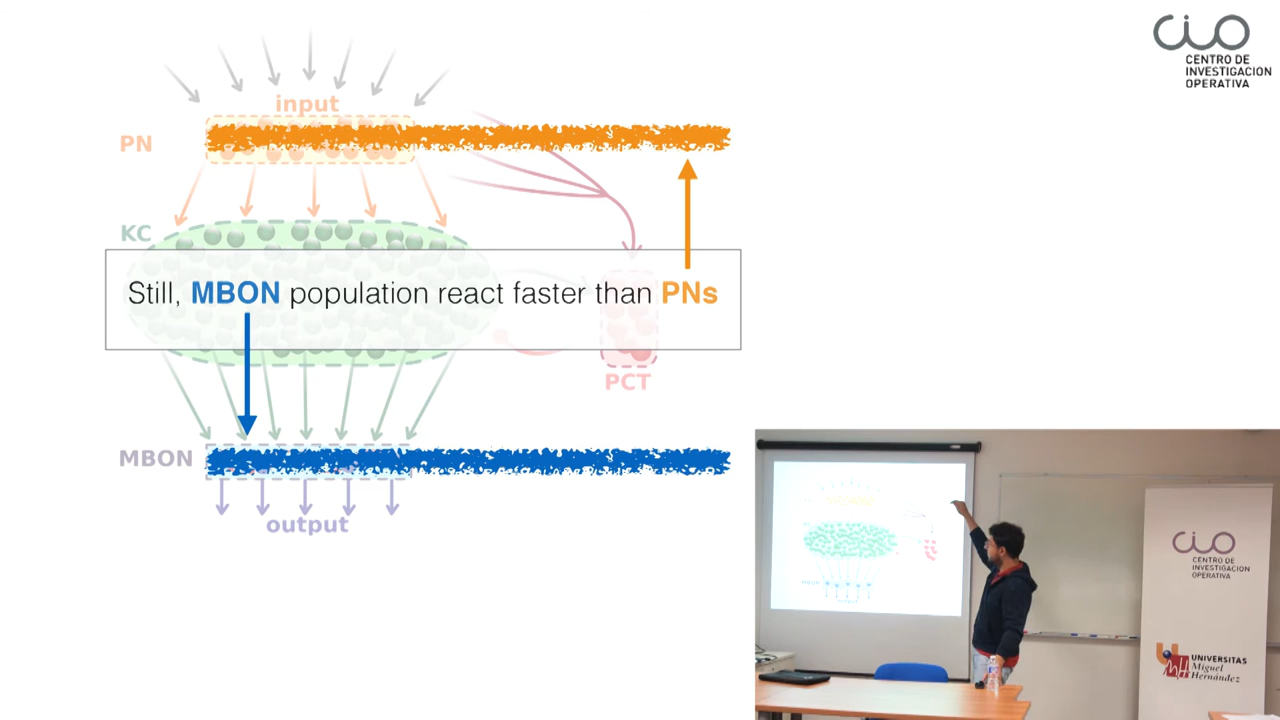 CIO
CENTRO DE
INVESTIGACION
OPERATIVA
input
PN
KC
Still, MBON population react faster than PNs
PCT
MBON
output
MBON
CIO
CENTRO DE
INVESTIGACION
OPERATIVA
UNIVERSITAS
Miguel
Hernández